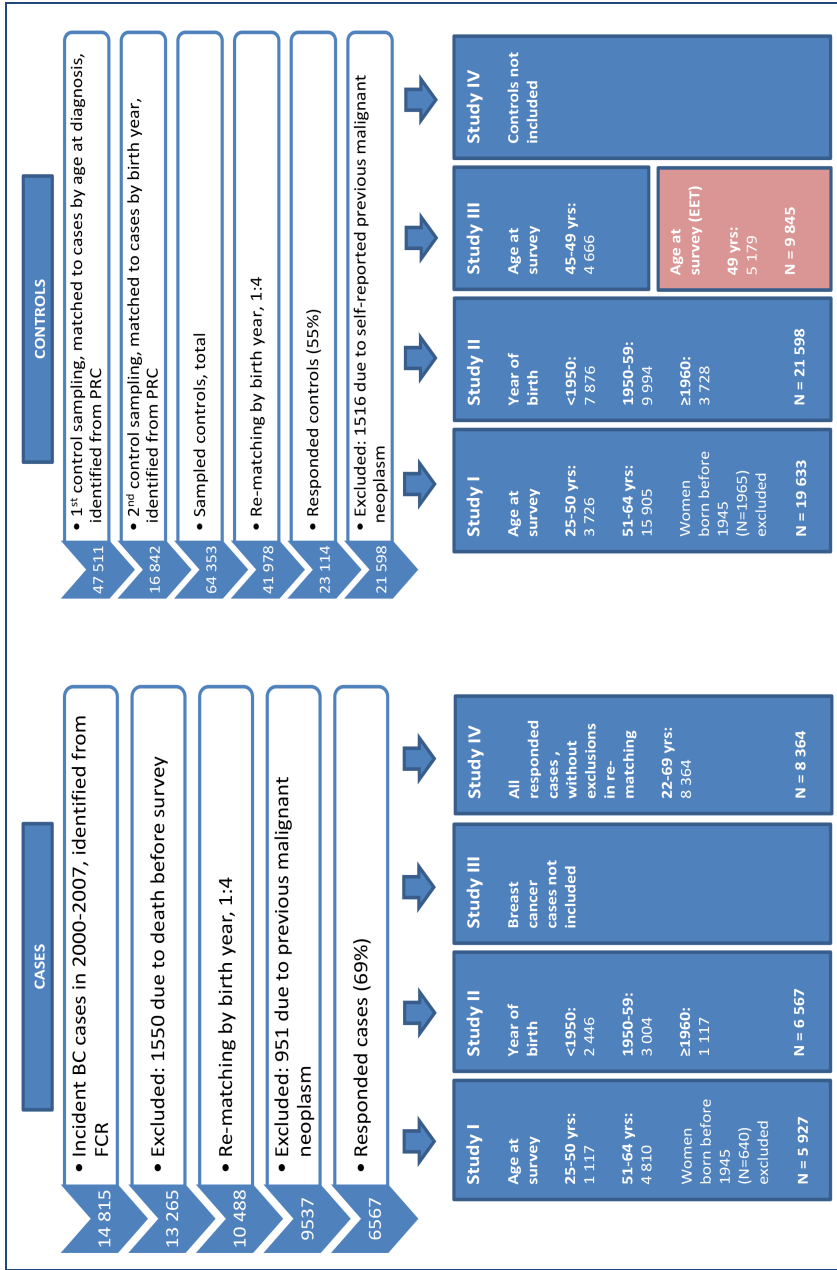 CASES
14 815
• Incident BC cases in 2000-2007, identified from
FCR
13 265
• Excluded: 1550 due to death before survey
10 488
• Re-matching by birth year, 1:4
9537
• Excluded: 951 due to previous malignant
neoplasm
6567
• Responded cases (69%)
Study I
Age at
survey
25-50 yrs:
1 117
51-64 yrs:
4 810
Women
born before
1945
(N=640)
excluded
N = 5 927
Study II
Year of
birth
<1950:
2 446
1950-59:
3 004
≥1960:
1 117
N = 6 567
Study III
Breast
cancer
cases not
included
Study IV
All
responded
cases ,
without
exclusions
in re-
matching
22-69 yrs:
8 364
N = 8 364
CONTROLS
47 511
• 1st control sampling, matched to cases by age at diagnosis,
identified from PRC
16 842
• 2nd control sampling, matched to cases by birth year,
identified from PRC
64 353
• Sampled controls, total
41 978
• Re-matching by birth year, 1:4
23 114
• Responded controls (55%)
21 598
• Excluded: 1516 due to self-reported previous malignant
neoplasm
Study I
Age at
survey
25-50 yrs:
3 726
51-64 yrs:
15 905
Women
born before
1945
(N=1965)
excluded
N = 19 633
Study II
Year of
birth
<1950:
7 876
1950-59:
9 994
≥1960:
3 728
N = 21 598
Study III
Age at
survey
45-49 yrs:
4 666
Age at
survey (EET)
49 yrs:
5 179
N = 9 845
Study IV
Controls not
included